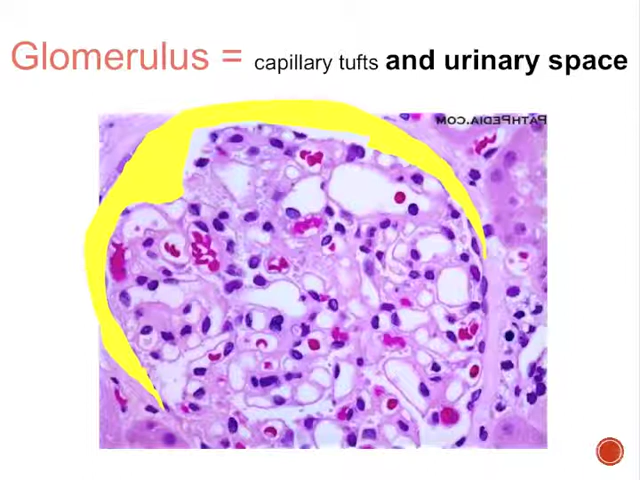 Glomerulus = capillary tufts and urinary space
PATHPEDIA.COM